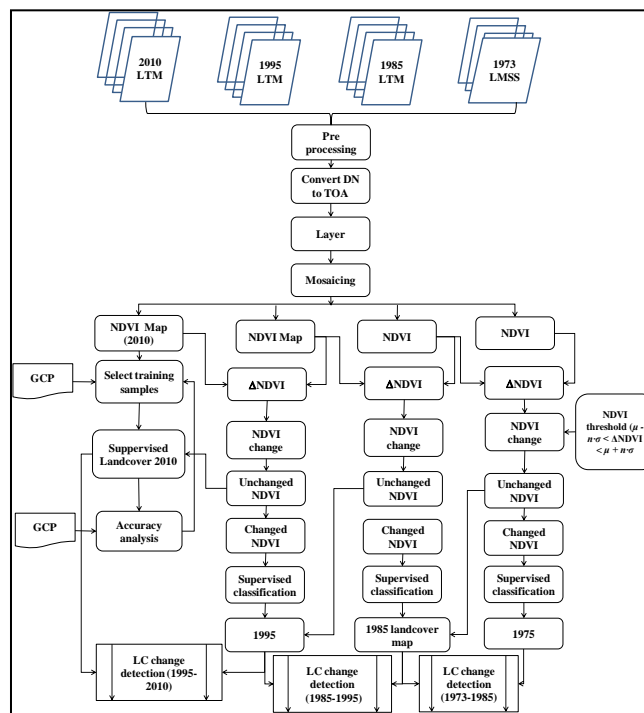 2010
LTM
1995
LTM
1985
LTM
1973
LMSS
Pre
processing
Convert DN
to TOA
Layer
Mosaicing
NDVI Map
(2010)
NDVI Map
NDVI
NDVI
GCP
Select training
samples
ΔNDVI
ΔNDVI
ΔNDVI
NDVI
change
NDVI
change
NDVI
change
NDVI
threshold (μ -
n·σ < ΔNDVI
< μ + n·σ
Suppervised
Landcover 2010
Unchanged
NDVI
Unchanged
NDVI
Unchanged
NDVI
GCP
Accuracy
analysis
Changed
NDVI
Changed
NDVI
Changed
NDVI
Supervised
classification
Supervised
classification
Supervised
classification
1995
1985 landcover
map
1975
LC change
detection (1995-
2010)
LC change
detection
(1985-1995)
LC change
detection
(1973-1985)